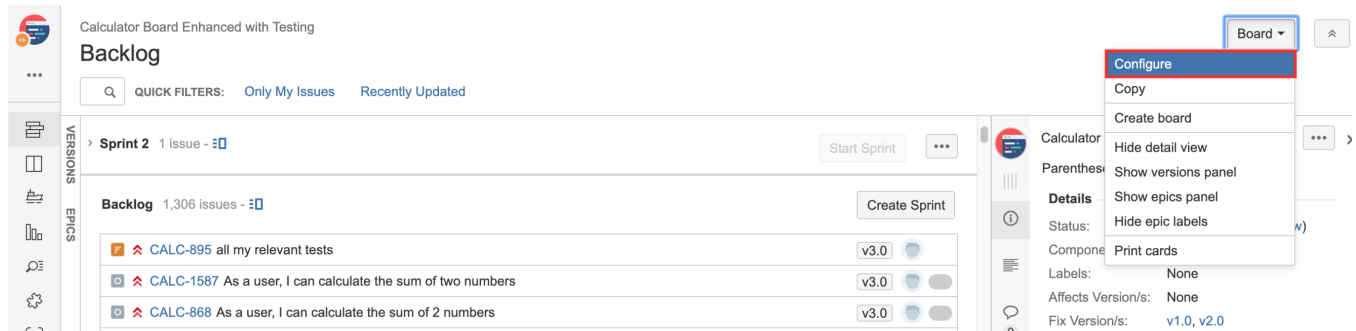 Calculator Board Enhanced with Testing
Backlog
QUICK FILTERS: Only My Issues Recently Updated
Board
Configure
Copy
Create board
Hide detail view
Show versions panel
Show epics panel
Hide epic labels
Print cards
VERSIONS
EPICS
Sprint 2 1 issue -
Start Sprint
Backlog 1,306 issues -
Create Sprint
CALC-895 all my relevant tests v3.0
CALC-1587 As a user, I can calculate the sum of two numbers v3.0
CALC-868 As a user, I can calculate the sum of 2 numbers v3.0
Calculator
Details
Status:
Labels: None
Affects Version/s: None
Fix Version/s: v1.0, v2.0